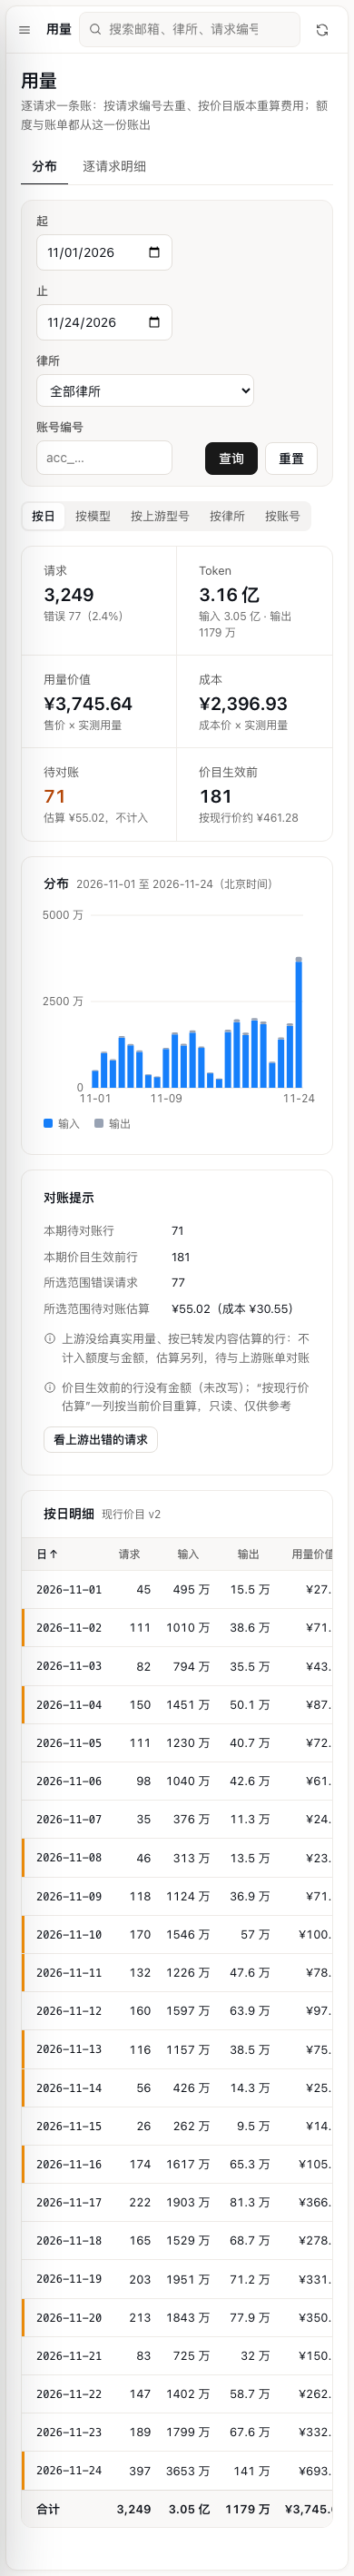 用量 搜索邮箱、律所、请求编号
用量
逐请求一条账：按请求编号去重、按价目版本重算费用；额
度与账单都从这一份账出
分布 逐请求明细
起
11/01/2026
止
11/24/2026
律所
全部律所
账号编号
acc_… 查询 重置
按日 按模型 按上游型号 按律所 按账号
请求 Token
3,249 3.16 亿
错误 77（2.4%） 输入 3.05 亿 · 输出
1179 万
用量价值 成本
¥3,745.64 ¥2,396.93
售价 × 实测用量 成本价 × 实测用量
待对账 价目生效前
71 181
估算 ¥55.02，不计入 按现行价约 ¥461.28
分布 2026-11-01 至 2026-11-24（北京时间）
5000 万
2500 万
0
11-01 11-09 11-24
输入 输出
对账提示
本期待对账行 71
本期价目生效前行 181
所选范围错误请求 77
所选范围待对账估算 ¥55.02（成本 ¥30.55）
上游没给真实用量、按已转发内容估算的行：不
计入额度与金额，估算另列，待与上游账单对账
价目生效前的行没有金额（未改写）；“按现行价
估算”一列按当前价目重算，只读、仅供参考
看上游出错的请求
按日明细 现行价目 v2
日↑ 请求 输入 输出 用量价值
2026-11-01 45 495 万 15.5 万 ¥27.
2026-11-02 111 1010 万 38.6 万 ¥71.
2026-11-03 82 794 万 35.5 万 ¥43.
2026-11-04 150 1451 万 50.1 万 ¥87.
2026-11-05 111 1230 万 40.7 万 ¥72.
2026-11-06 98 1040 万 42.6 万 ¥61.
2026-11-07 35 376 万 11.3 万 ¥24.
2026-11-08 46 313 万 13.5 万 ¥23.
2026-11-09 118 1124 万 36.9 万 ¥71.
2026-11-10 170 1546 万 57 万 ¥100.
2026-11-11 132 1226 万 47.6 万 ¥78.
2026-11-12 160 1597 万 63.9 万 ¥97.
2026-11-13 116 1157 万 38.5 万 ¥75.
2026-11-14 56 426 万 14.3 万 ¥25.
2026-11-15 26 262 万 9.5 万 ¥14.
2026-11-16 174 1617 万 65.3 万 ¥105.
2026-11-17 222 1903 万 81.3 万 ¥366.
2026-11-18 165 1529 万 68.7 万 ¥278.
2026-11-19 203 1951 万 71.2 万 ¥331.
2026-11-20 213 1843 万 77.9 万 ¥350.
2026-11-21 83 725 万 32 万 ¥150.
2026-11-22 147 1402 万 58.7 万 ¥262.
2026-11-23 189 1799 万 67.6 万 ¥332.
2026-11-24 397 3653 万 141 万 ¥693.
合计 3,249 3.05 亿 1179 万 ¥3,745.